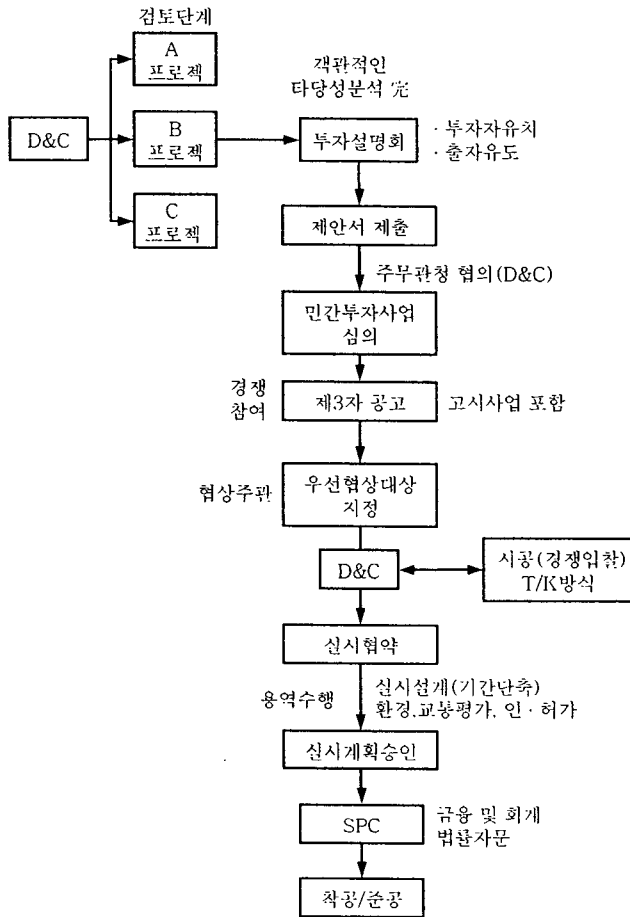 검토단계
A
프로젝
D&C
B
프로젝
C
프로젝
객관적인
타당성분석 完
투자설명회
· 투자자유치
· 출자유도
제안서 제출
주무관청 협의(D&C)
민간투자사업
심의
경쟁
참여
제3자 공고
고시사업 포함
협상주관
우선협상대상
지정
D&C
시공(경쟁입찰)
T/K방식
실시협약
용역수행
실시설계(기간단축)
환경,교통평가, 인 · 허가
실시계획승인
SPC
금융 및 회계
법률자문
착공/준공